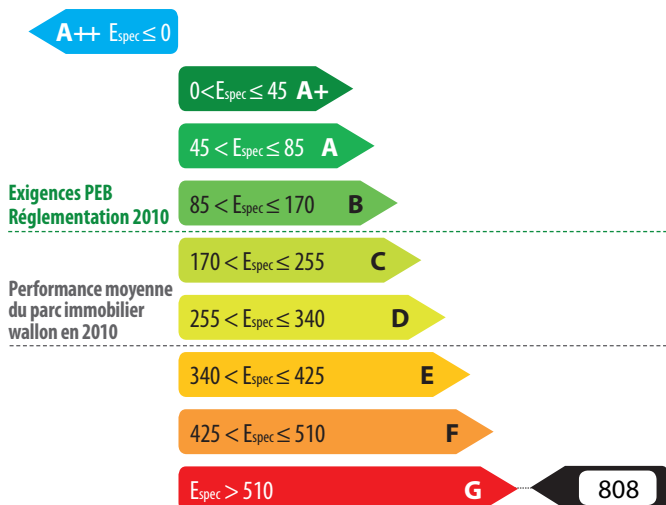 A++ Espec ≤ 0
0<Espec ≤ 45 A+
45 < Espec ≤ 85 A
Exigences PEB
Réglementation 2010
85 < Espec ≤ 170 B
170 < Espec ≤ 255 C
Performance moyenne
du parc immobilier
wallon en 2010
255 < Espec ≤ 340 D
340 < Espec ≤ 425 E
425 < Espec ≤ 510 F
Espec > 510 G
808